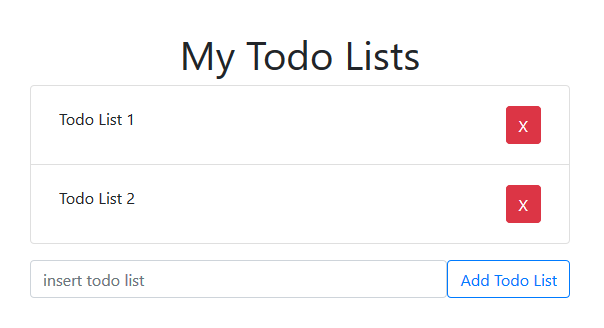 My Todo Lists
Todo List 1
X
Todo List 2
X
insert todo list
Add Todo List